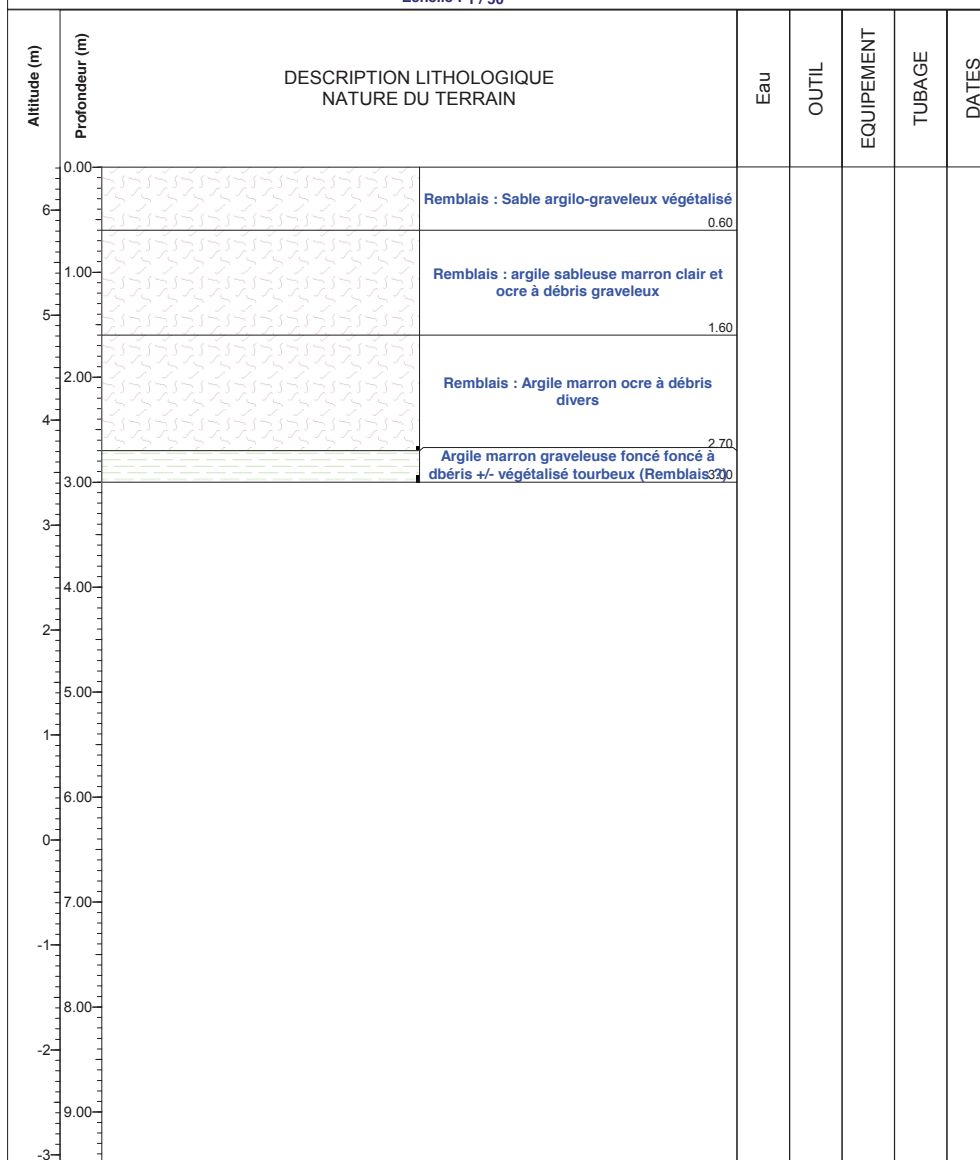 Altitude (m)
Profondeur (m)
DESCRIPTION LITHOLOGIQUE
NATURE DU TERRAIN
Eau
OUTIL
EQUIPEMENT
TUBAGE
DATES
0.00
Remblais : Sable argilo-graveleux végétalisé
6
0.60
1.00
Remblais : argile sableuse marron clair et
ocre à débris graveleux
5
1.60
2.00
Remblais : Argile marron ocre à débris
divers
4
2.70
Argile marron graveleuse foncé foncé à
dbéris +/- végétalisé tourbeux (Remblais ?)
3.00
3.00
3
4.00
2
5.00
1
6.00
0
7.00
-1
8.00
-2
9.00
-3